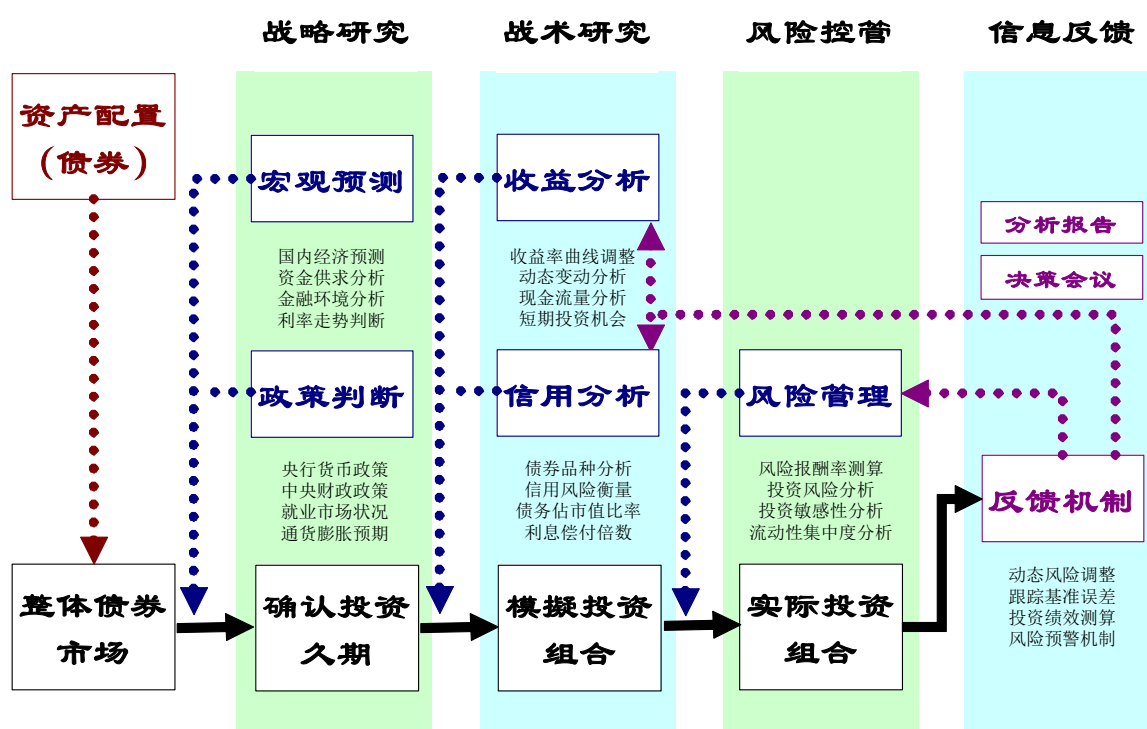 战略研究
战术研究
风险控管
信息反馈
资产配置
（债券）
宏观预测
国内经济预测
资金供求分析
金融环境分析
利率走势判断
政策判断
央行货币政策
中央财政政策
就业市场状况
通货膨胀预期
收益分析
收益率曲线调整
动态变动分析
现金流量分析
短期投资机会
信用分析
债券品种分析
信用风险衡量
债务佔市值比率
利息偿付倍数
风险管理
风险报酬率测算
投资风险分析
投资敏感性分析
流动性集中度分析
分析报告
决策会议
反馈机制
动态风险调整
跟踪基准误差
投资绩效测算
风险预警机制
整体债券
市场
确认投资
久期
模擬投资
组合
实际投资
组合